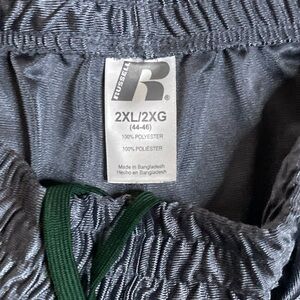 RUSSELL
R
®
2XL/2XG
(44-46)
100% POLYESTER
100% POLIÉSTER
Made in Bangladesh
Hecho en Bangladesh